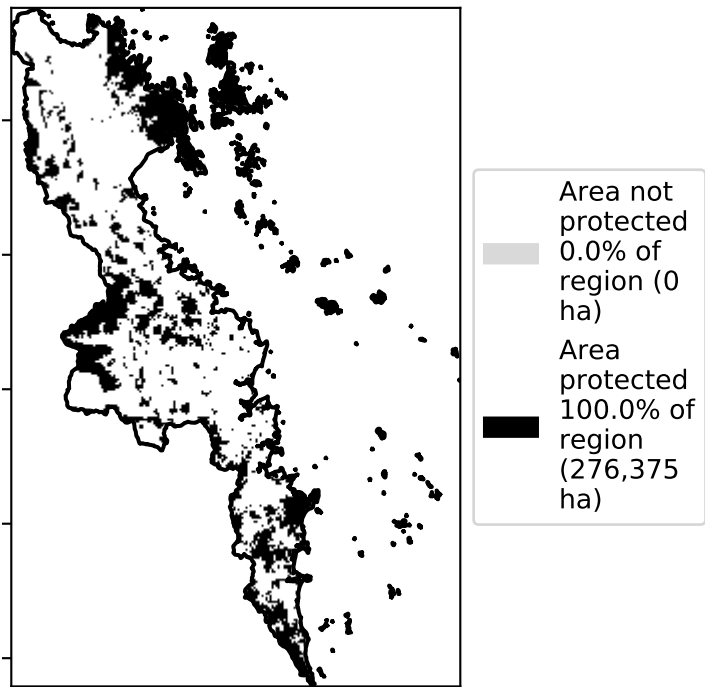 Area not
protected
0.0% of
region (0
ha)
Area
protected
100.0% of
region
(276,375
ha)